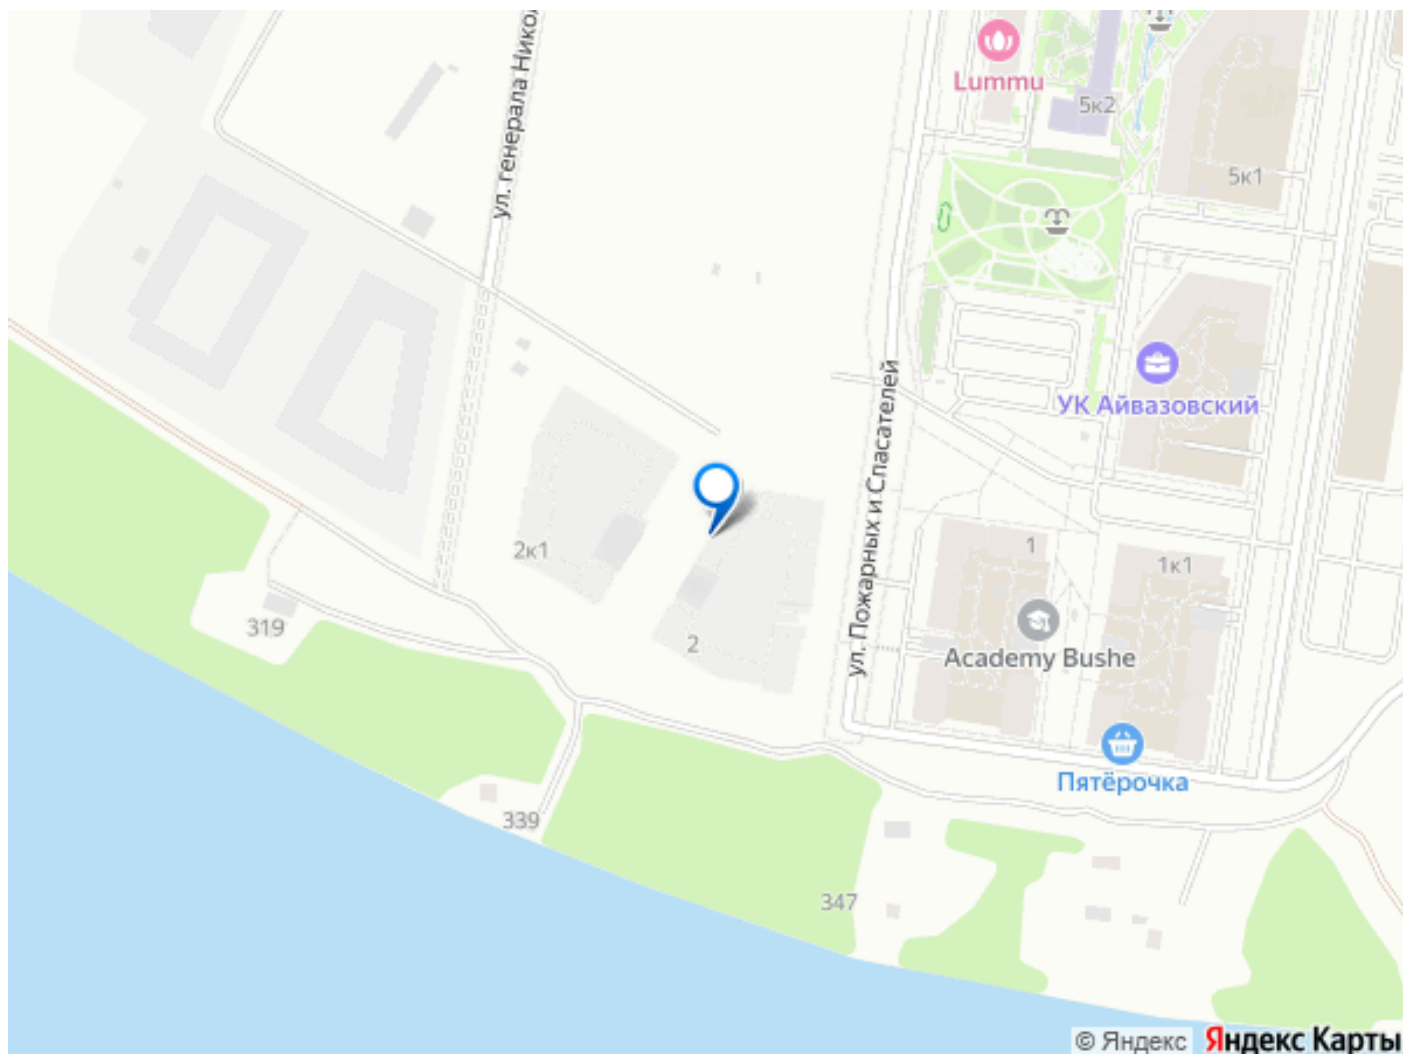 ул. генерала Нико
Lummu
5к2
5к1
УК Айвазовский
ул. Пожарных и Спасателей
2к1
1
1к1
319
2
Academy Bushe
Пятёрочка
339
347
© Яндекс Яндекс Карты